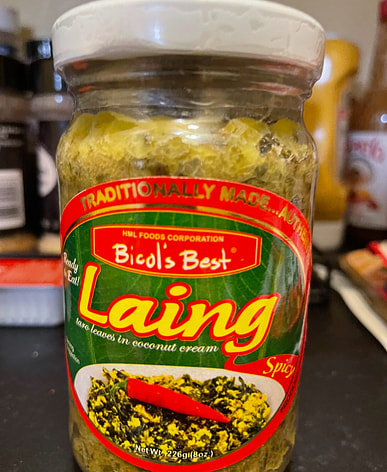 TRADITIONALLY MADE...
HML FOODS CORPORATION
Bicol's Best
Ready
Eat!
Laing
taro leaves in coconut cream
Spicy
Net Wt. 226g(8oz.)